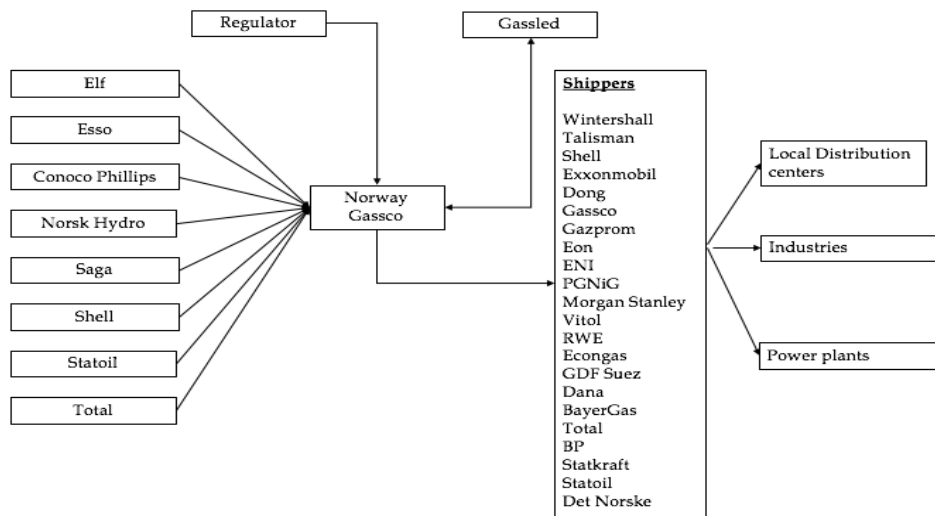 Regulator
Gassled
Elf
Esso
Conoco Phillips
Norsk Hydro
Saga
Shell
Statoil
Total
Norway
Gassco
Shippers
Wintershall
Talisman
Shell
Exxonmobil
Dong
Gassco
Gazprom
Eon
ENI
PGNiG
Morgan Stanley
Vitol
RWE
Econgas
GDF Suez
Dana
BayerGas
Total
BP
Statkraft
Statoil
Det Norske
Local Distribution
centers
Industries
Power plants